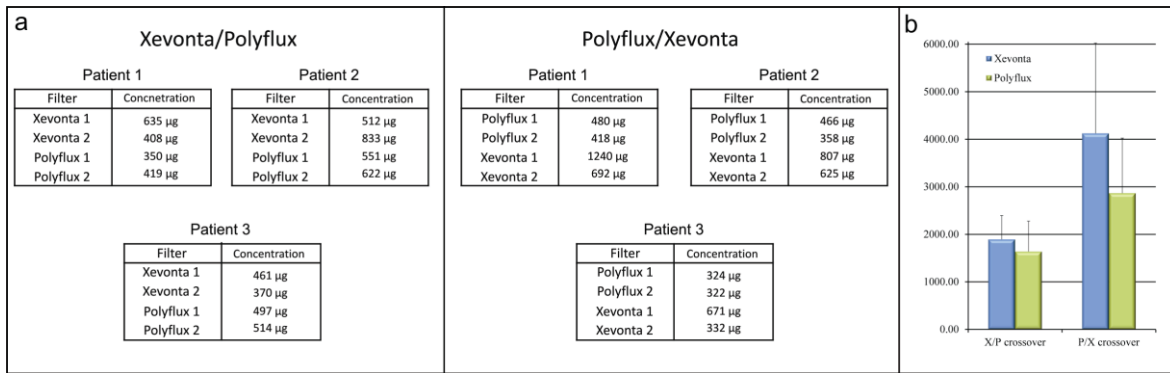 a
Xevonta/Polyflux
Patient 1
Filter Concnetration
Xevonta 1 635 µg
Xevonta 2 408 µg
Polyflux 1 350 µg
Polyflux 2 419 µg
Patient 2
Filter Concentration
Xevonta 1 512 µg
Xevonta 2 833 µg
Polyflux 1 551 µg
Polyflux 2 622 µg
Patient 3
Filter Concentration
Xevonta 1 461 µg
Xevonta 2 370 µg
Polyflux 1 497 µg
Polyflux 2 514 µg
Polyflux/Xevonta
Patient 1
Filter Concentration
Polyflux 1 480 µg
Polyflux 2 418 µg
Xevonta 1 1240 µg
Xevonta 2 692 µg
Patient 2
Filter Concentration
Polyflux 1 466 µg
Polyflux 2 358 µg
Xevonta 1 807 µg
Xevonta 2 625 µg
Patient 3
Filter Concentration
Polyflux 1 324 µg
Polyflux 2 322 µg
Xevonta 1 671 µg
Xevonta 2 332 µg
b
6000.00
5000.00
4000.00
3000.00
2000.00
1000.00
0.00
Xevonta
Polyflux
X/P crossover P/X crossover